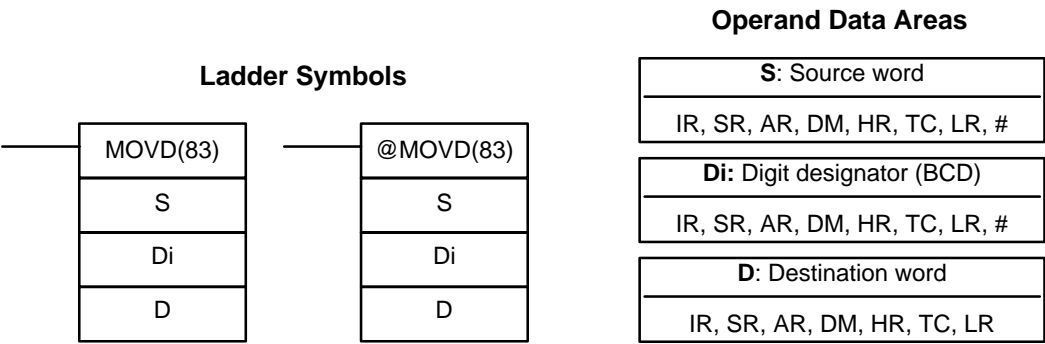 Ladder Symbols
MOVD(83)
S
Di
D
@MOVD(83)
S
Di
D
Operand Data Areas
S: Source word
IR, SR, AR, DM, HR, TC, LR, #
Di: Digit designator (BCD)
IR, SR, AR, DM, HR, TC, LR, #
D: Destination word
IR, SR, AR, DM, HR, TC, LR